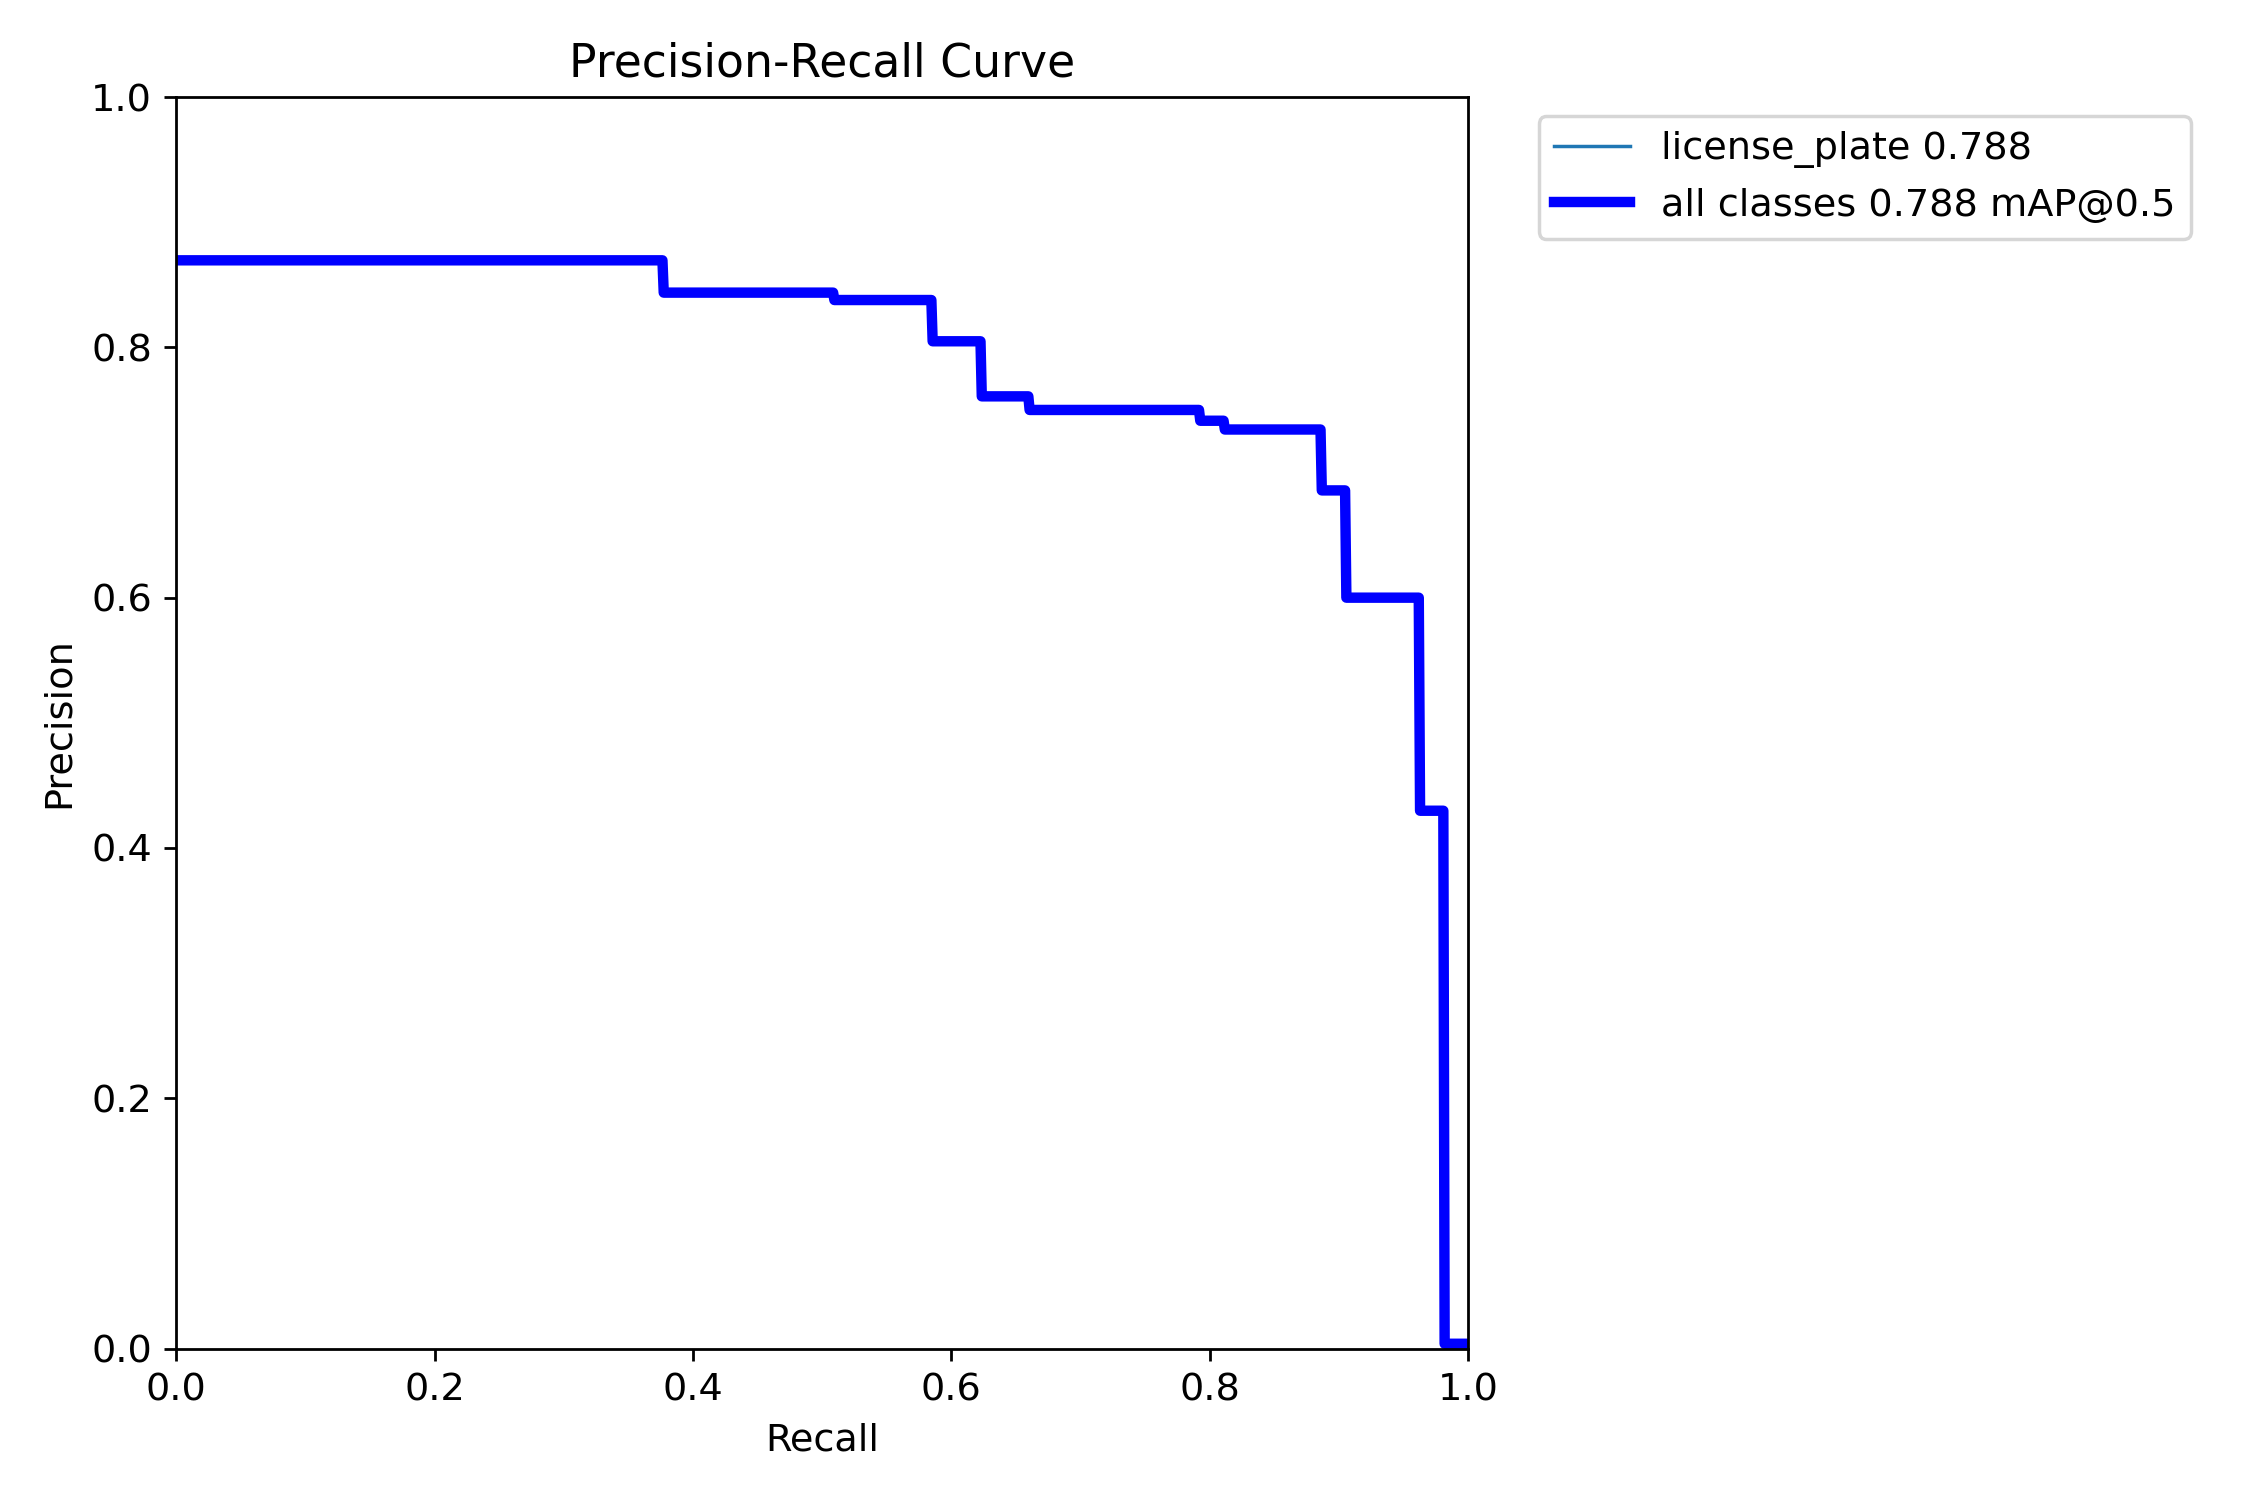 Precision-Recall Curve
1.0
0.8
0.6
0.4
0.2
0.0
Precision
0.0 0.2 0.4 0.6 0.8 1.0
Recall
license_plate 0.788
all classes 0.788 mAP@0.5